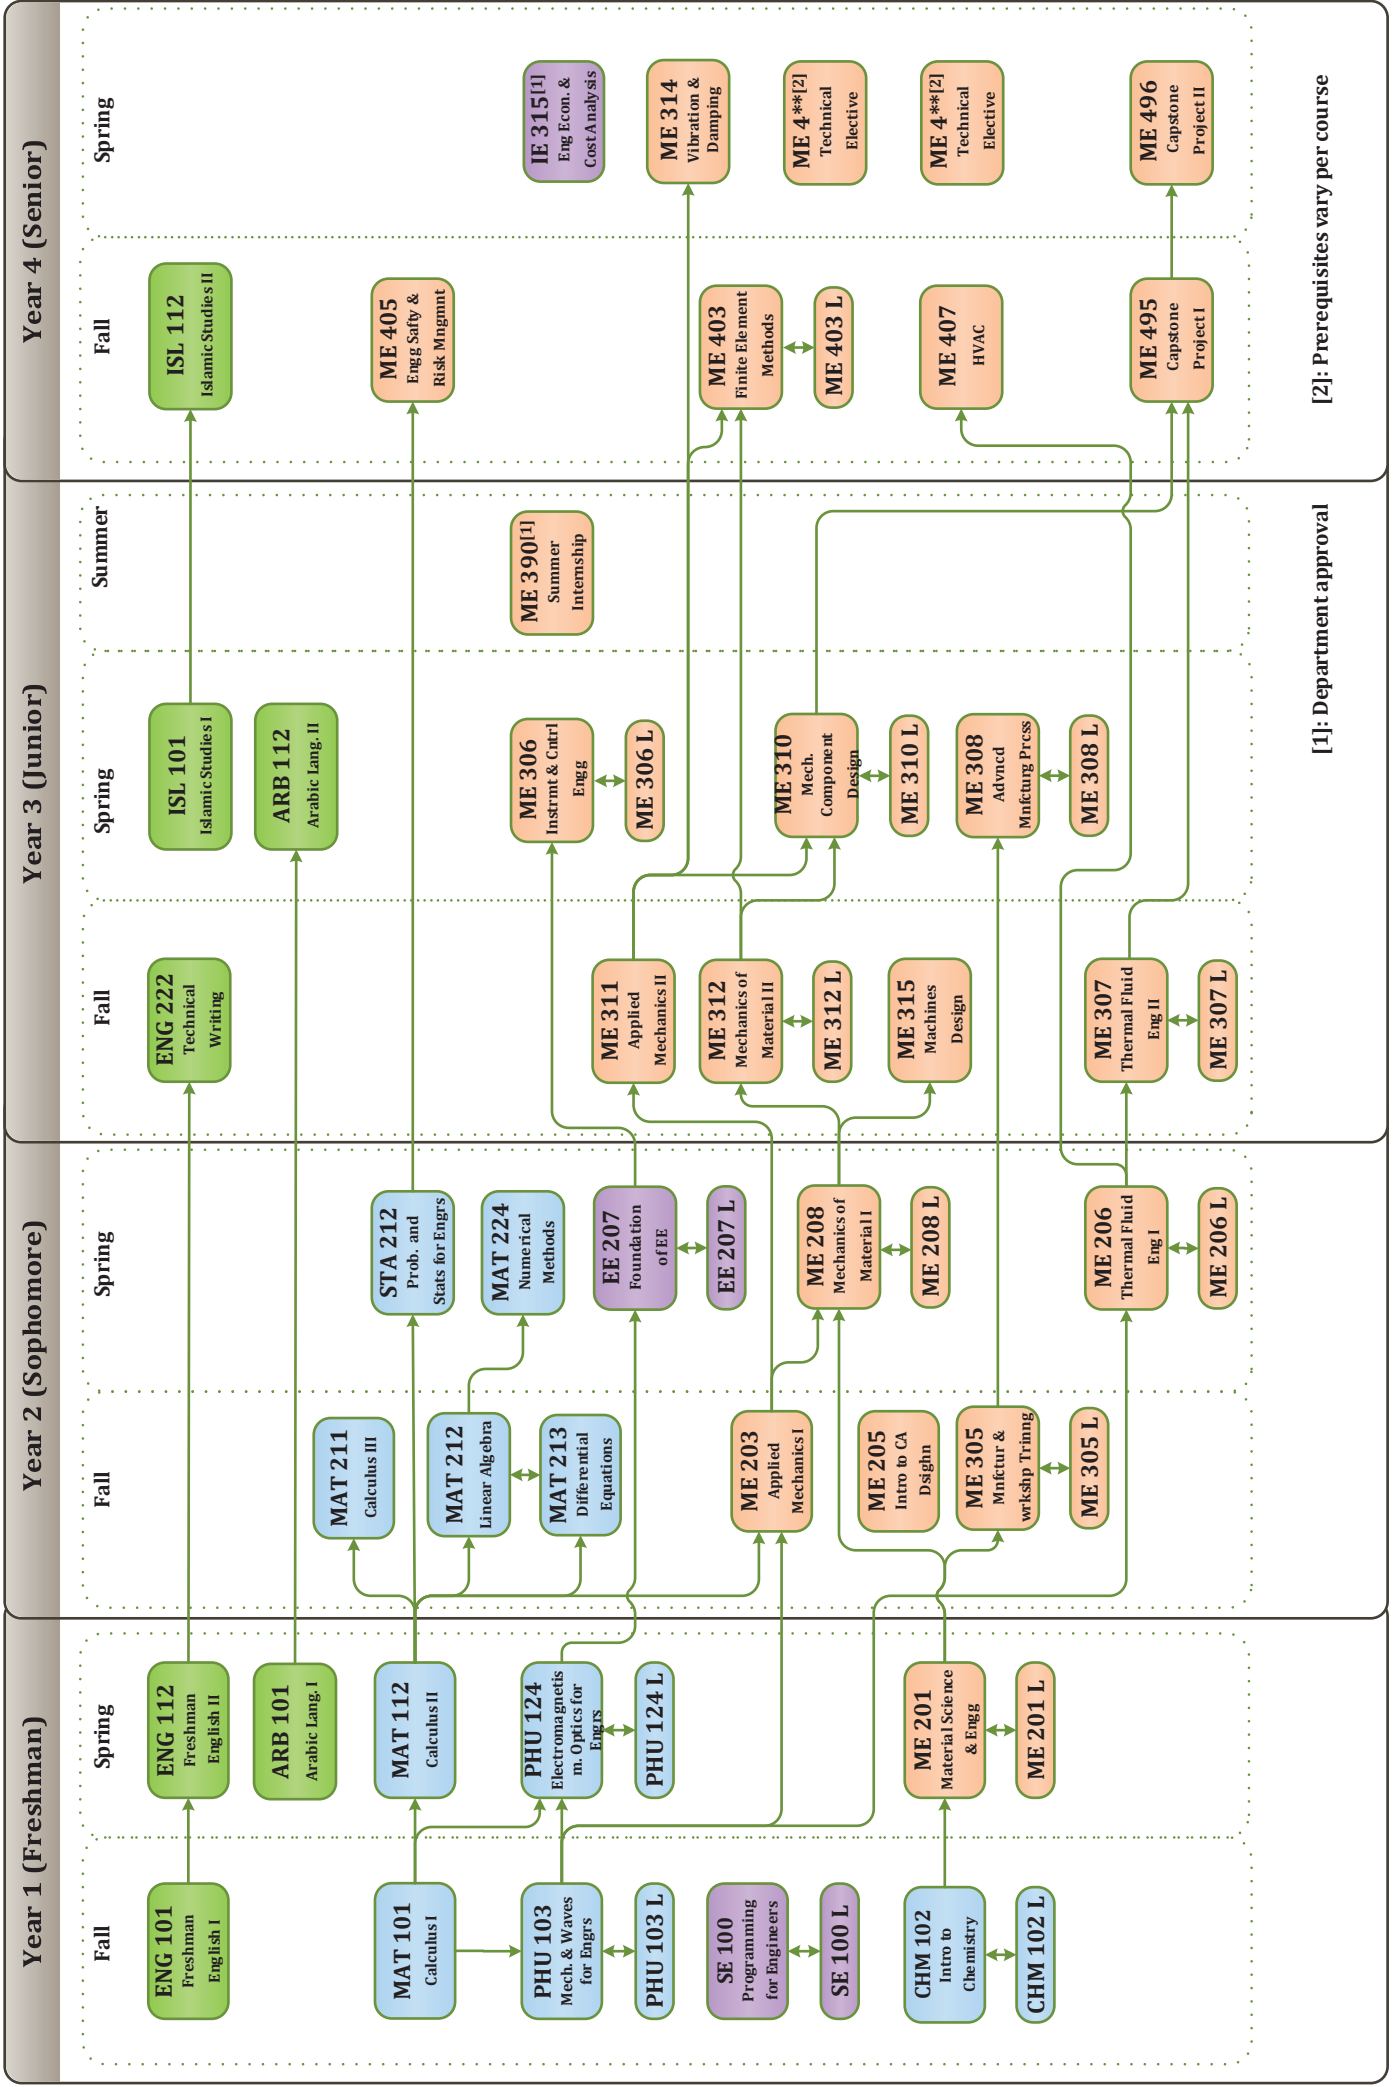 Year 1 (Freshman)
Fall
ENG 101
Freshman
English I
MAT 101
Calculus I
PHU 103
Mech. & Waves
for Engrs
PHU 103 L
SE 100
Programming
for Engineers
SE 100 L
CHM 102
Intro to
Chemistry
CHM 102 L
Spring
ENG 112
Freshman
English II
ARB 101
Arabic Lang. I
MAT 112
Calculus II
PHU 124
Electromagnetis
m. Optics for
Engrs
PHU 124 L
ME 201
Material Science
& Engg
ME 201 L
Year 2 (Sophomore)
Fall
MAT 211
Calculus III
MAT 212
Linear Algebra
MAT 213
Differential
Equations
ME 203
Applied
Mechanics I
ME 205
Intro to CA
Dsighn
ME 305
Mnfctur &
wrkshp Trinng
ME 305 L
Spring
STA 212
Prob. and
Stats for Engrs
MAT 224
Numerical
Methods
EE 207
Foundation
of EE
EE 207 L
ME 208
Mechanics of
Material I
ME 208 L
ME 206
Thermal Fluid
Eng I
ME 206 L
Year 3 (Junior)
Fall
ENG 222
Technical
Writing
ME 311
Applied
Mechanics II
ME 312
Mechanics of
Material II
ME 312 L
ME 315
Machines
Design
ME 307
Thermal Fluid
Eng II
ME 307 L
Spring
ISL 101
Islamic Studies I
ARB 112
Arabic Lang. II
ME 306
Instrmt & Cntrl
Engg
ME 306 L
ME 310
Mech.
Component
Design
ME 310 L
ME 308
Advncd
Mnfcturg Prcss
ME 308 L
Summer
ME 390[1]
Summer
Internship
Year 4 (Senior)
Fall
ISL 112
Islamic Studies II
ME 405
Engg Safty &
Risk Mngmnt
ME 403
Finite Element
Methods
ME 403 L
ME 407
HVAC
ME 495
Capstone
Project I
Spring
IE 315[1]
Eng Econ. &
Cost Analysis
ME 314
Vibration &
Damping
ME 4**[2]
Technical
Elective
ME 4**[2]
Technical
Elective
ME 496
Capstone
Project II
[1]: Department approval
[2]: Prerequisites vary per course